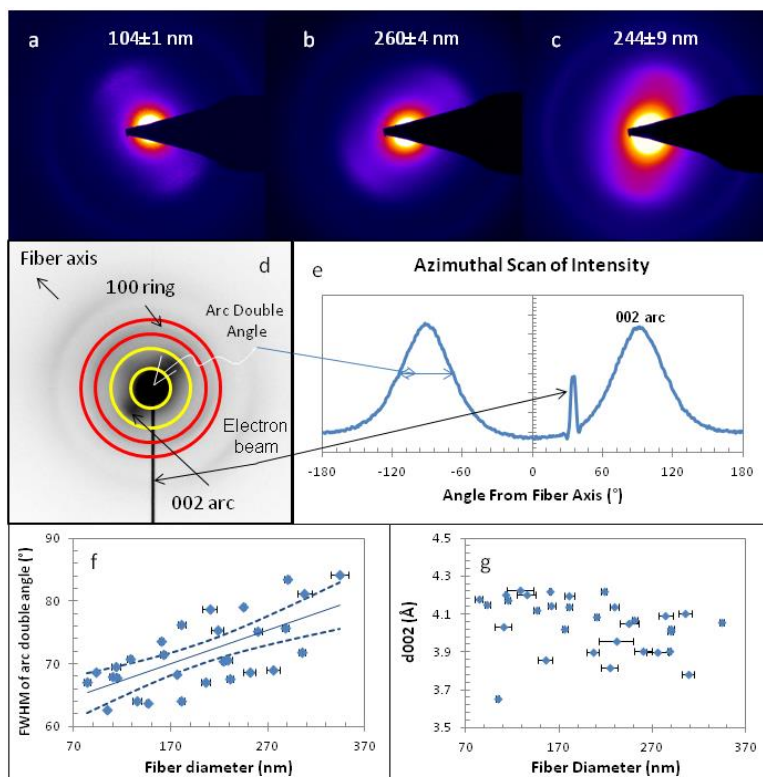 a 104±1 nm
b 260±4 nm
c 244±9 nm
d
Fiber axis
100 ring
Arc Double
Angle
Electron
beam
002 arc
e
Azimuthal Scan of Intensity
002 arc
-180 -120 -60 0 60 120 180
Angle From Fiber Axis (°)
f
FWHM of arc double angle (°)
90
80
70
60
70 170 270 370
Fiber diameter (nm)
g
d002 (Å)
4.5
4.3
4.1
3.9
3.7
3.5
70 170 270 370
Fiber Diameter (nm)